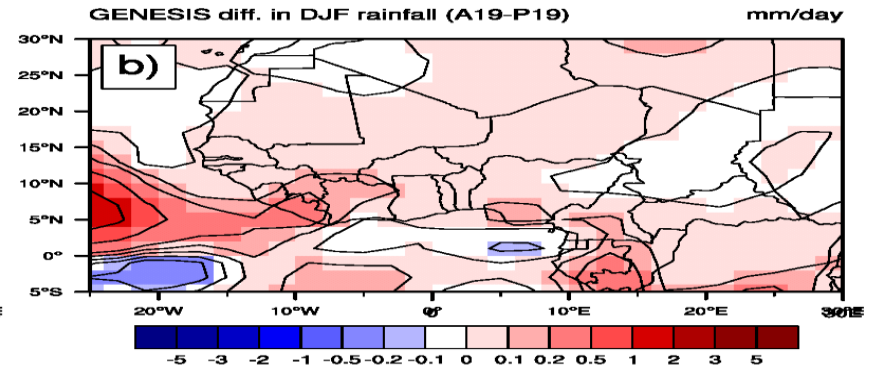 GENESIS diff. in DJF rainfall (A19-P19) mm/day
b)
30°N
25°N
20°N
15°N
10°N
5°N
0°
5°S
20°W 10°W 0° 10°E 20°E
-5 -3 -2 -1 -0.5 -0.2 -0.1 0 0.1 0.2 0.5 1 2 3 5